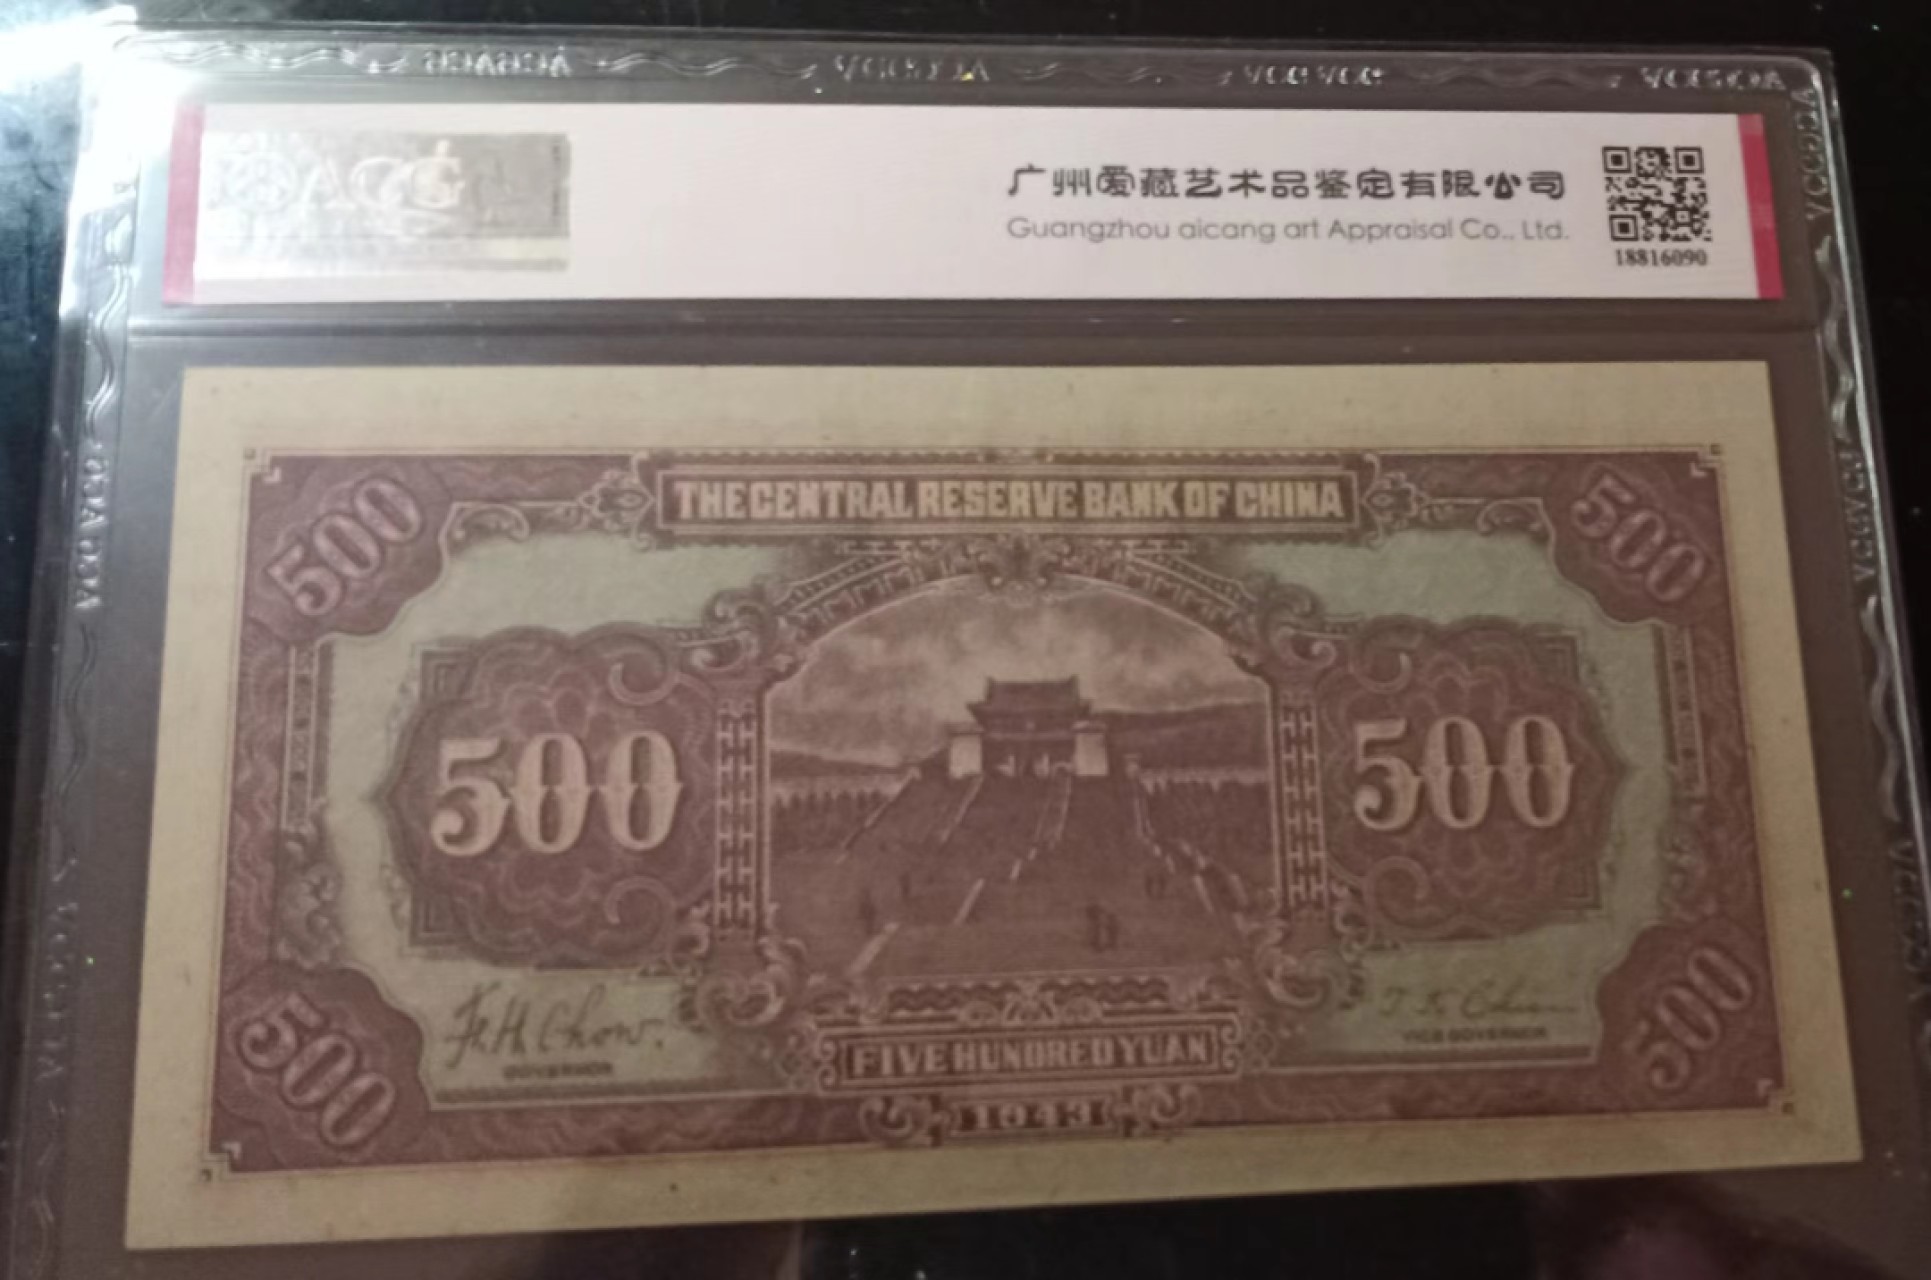 广州爱藏艺术品鉴定有限公司
Guangzhou aicang art Appraisal Co., Ltd.
18816090
THE CENTRAL RESERVE BANK OF CHINA
500
500
500
500
Fr. H. Chow.
GOVERNOR
VICE GOVERNOR
500
500
FIVE HUNDRED YUAN
1943